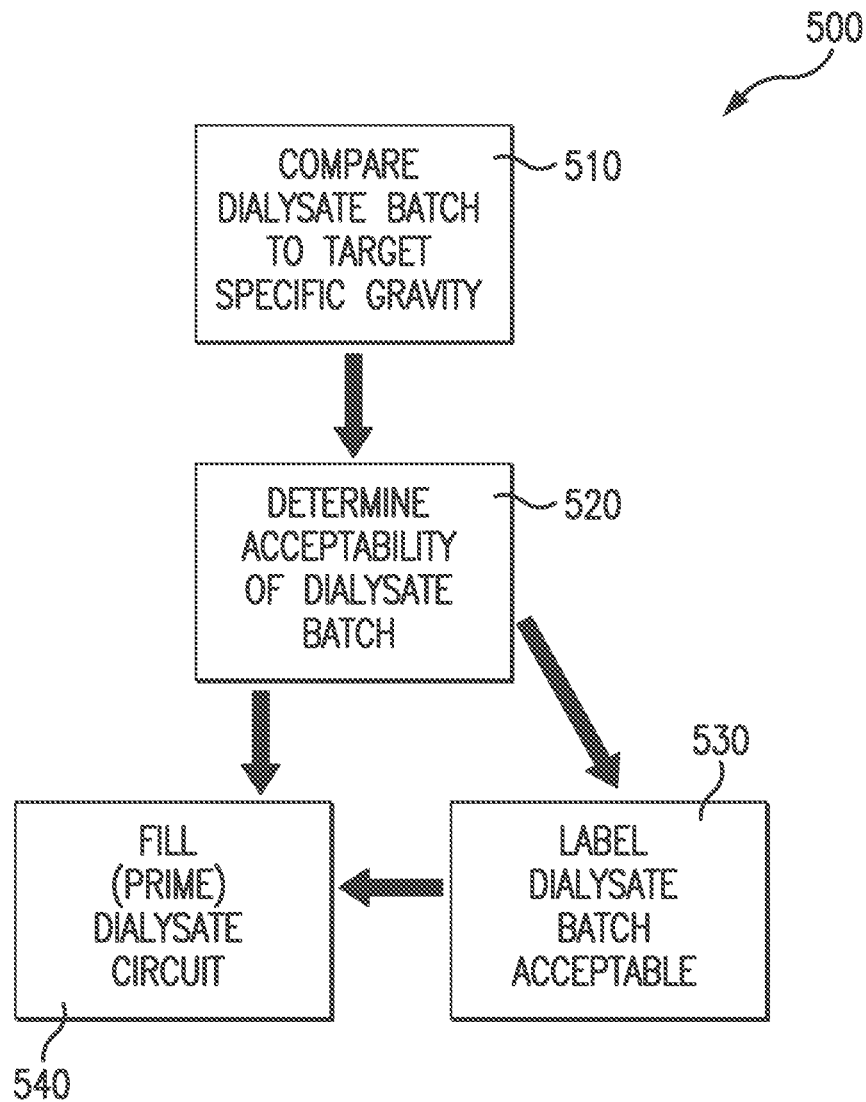 500
COMPARE
DIALYSATE BATCH
TO TARGET
SPECIFIC GRAVITY
510
DETERMINE
ACCEPTABILITY
OF DIALYSATE
BATCH
520
530
FILL
(PRIME)
DIALYSATE
CIRCUIT
LABEL
DIALYSATE
BATCH
ACCEPTABLE
540